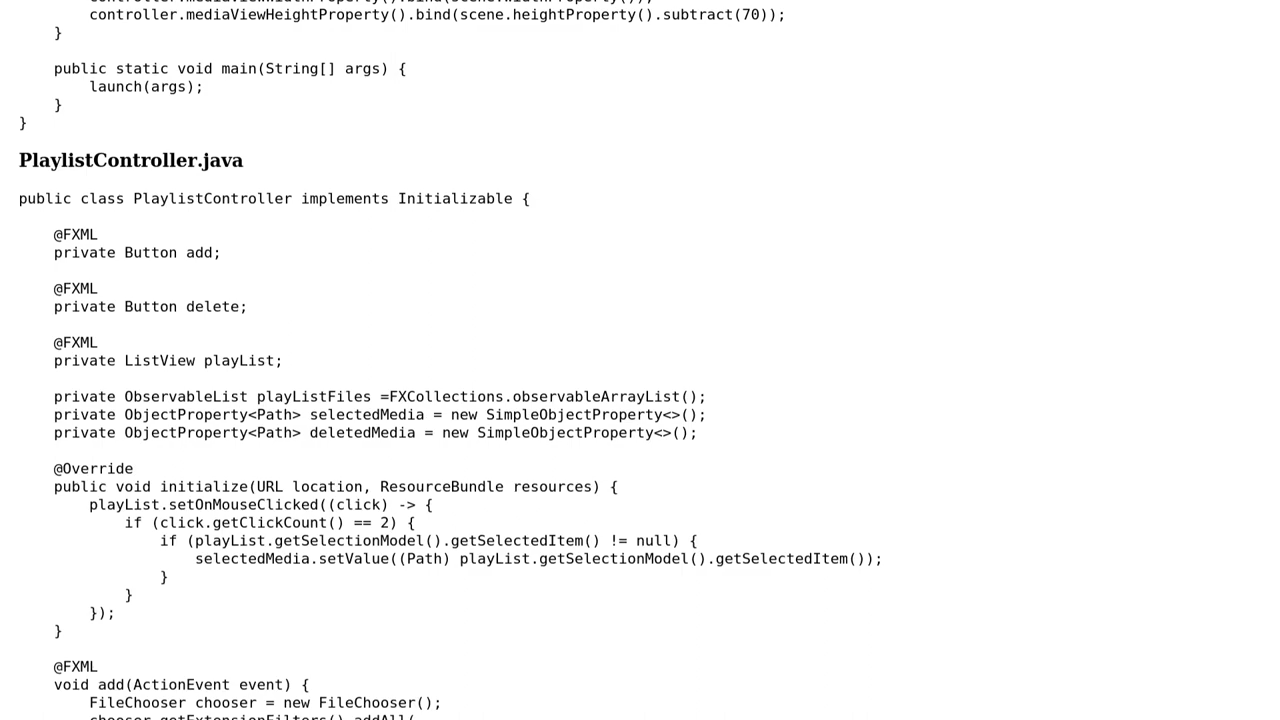 controller.mediaViewHeightProperty().bind(scene.heightProperty().subtract(70));
}
public static void main(String[] args) {
launch(args);
}
}
PlaylistController.java
public class PlaylistController implements Initializable {
@FXML
private Button add;
@FXML
private Button delete;
@FXML
private ListView playList;
private ObservableList playListFiles =FXCollections.observableArrayList();
private ObjectProperty<Path> selectedMedia = new SimpleObjectProperty<>();
private ObjectProperty<Path> deletedMedia = new SimpleObjectProperty<>();
@Override
public void initialize(URL location, ResourceBundle resources) {
playList.setOnMouseClicked((click) -> {
if (click.getClickCount() == 2) {
if (playList.getSelectionModel().getSelectedItem() != null) {
selectedMedia.setValue((Path) playList.getSelectionModel().getSelectedItem());
}
}
});
}
@FXML
void add(ActionEvent event) {
FileChooser chooser = new FileChooser();
chooser.getExtensionFilters().addAll(